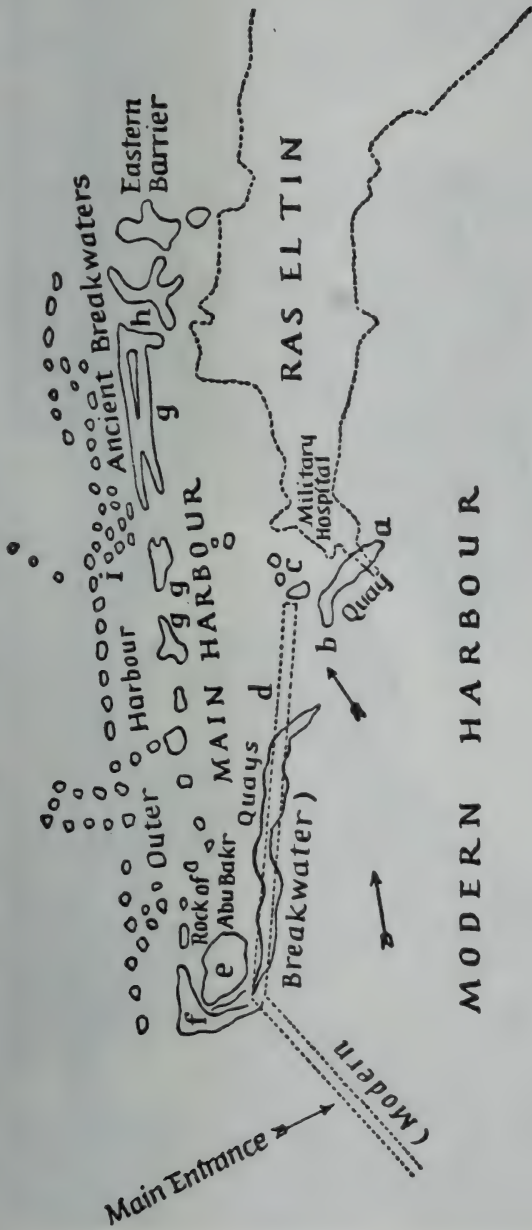 Eastern
Barrier
Ancient Breakwaters
h
g
I
g g
Outer Harbour
MAIN HARBOUR
Rock of
Abu Bakr
e
f
Quays
d
c
Military
Hospital
RAS EL TIN
b
Quay
a
(Modern Breakwater)
Main Entrance
MODERN HARBOUR